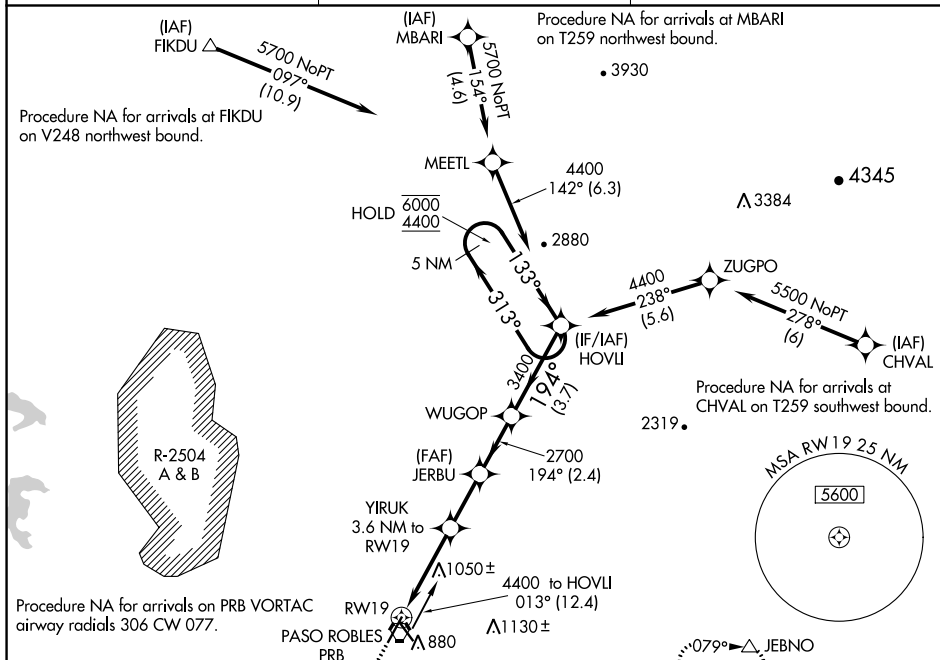 (IAF)
FIKDU
5700 NoPT
097°
(10.9)
(IAF)
MBARI
5700 NoPT
154°
(4.6)
Procedure NA for arrivals at MBARI
on T259 northwest bound.
3930
Procedure NA for arrivals at FIKDU
on V248 northwest bound.
MEETL
4400
142° (6.3)
4345
3384
HOLD
6000
4400
5 NM
2880
133°
313°
ZUGPO
4400
238°
(5.6)
5500 NoPT
278°
(6)
(IAF)
CHVAL
(IF/IAF)
HOVLI
3400
194°
(3.7)
Procedure NA for arrivals at
CHVAL on T259 southwest bound.
WUGOP
2319
R-2504
A & B
(FAF)
JERBU
2700
194° (2.4)
MSA RW19 25 NM
5600
YIRUK
3.6 NM to
RW19
1050 ±
4400 to HOVLI
013° (12.4)
Procedure NA for arrivals on PRB VORTAC
airway radials 306 CW 077.
RW19
1130 ±
PASO ROBLES
PRB
880
079°
JEBNO